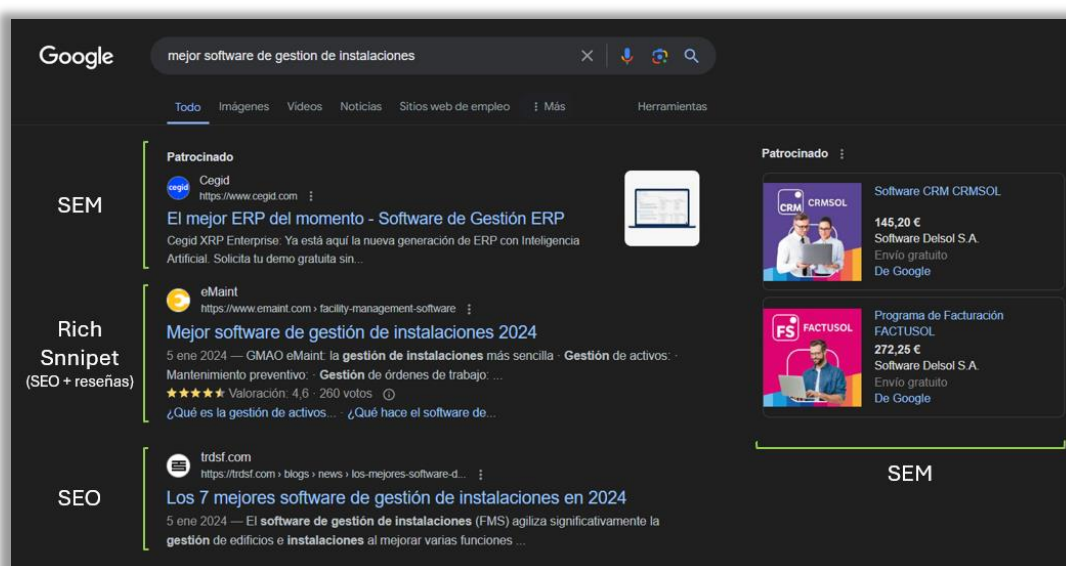 Google
mejor software de gestion de instalaciones
Todo Imágenes Videos Noticias Sitios web de empleo Más Herramientas
SEM
Patrocinado
cegid
Cegid
https://www.cegid.com
El mejor ERP del momento - Software de Gestión ERP
Cegid XRP Enterprise: Ya está aquí la nueva generación de ERP con Inteligencia
Artificial. Solicita tu demo gratuita sin...
Rich
Snnipet
(SEO + reseñas)
eMaint
https://www.emaint.com › facility-management-software
Mejor software de gestión de instalaciones 2024
5 ene 2024 — GMAO eMaint: la gestión de instalaciones más sencilla · Gestión de activos: ·
Mantenimiento preventivo: · Gestión de órdenes de trabajo: ...
Valoración: 4,6 · 260 votos
¿Qué es la gestión de activos... · ¿Qué hace el software de...
SEO
trdsf.com
https://trdsf.com › blogs › news › los-mejores-software-d...
Los 7 mejores software de gestión de instalaciones en 2024
5 ene 2024 — El software de gestión de instalaciones (FMS) agiliza significativamente la
gestión de edificios e instalaciones al mejorar varias funciones ...
Patrocinado
CRM CRMSOL
Software CRM CRMSOL
145,20 €
Software Delsol S.A.
Envío gratuito
De Google
FS FACTUSOL
Programa de Facturación
FACTUSOL
272,25 €
Software Delsol S.A.
Envío gratuito
De Google
SEM